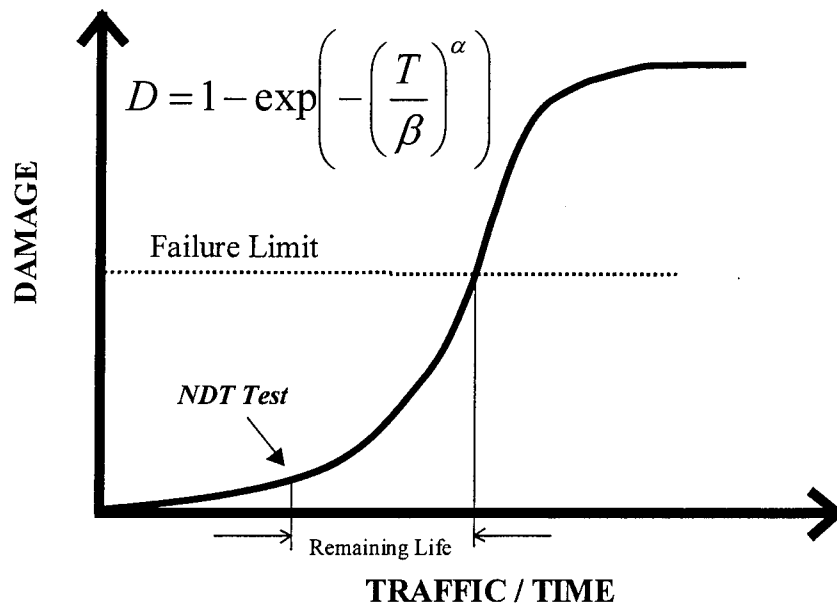 D = 1 − exp(−(T/β)^α)
DAMAGE
Failure Limit
NDT Test
Remaining Life
TRAFFIC / TIME